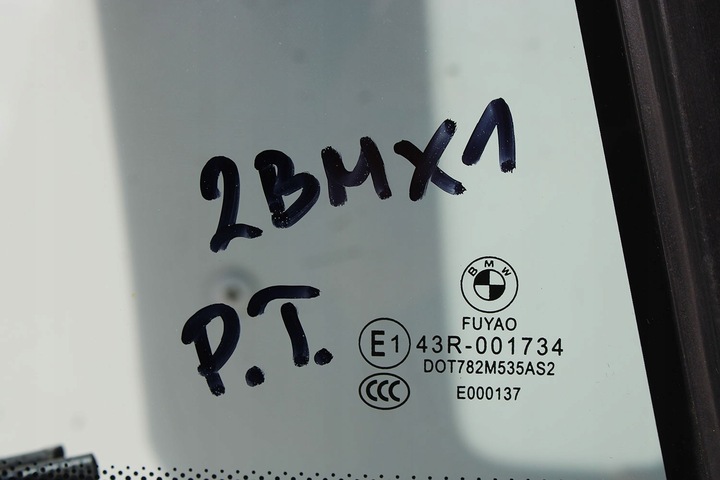 2BMX1
P.T.
BMW
FUYAO
E1 43R-001734
DOT782M535AS2
CCC E000137